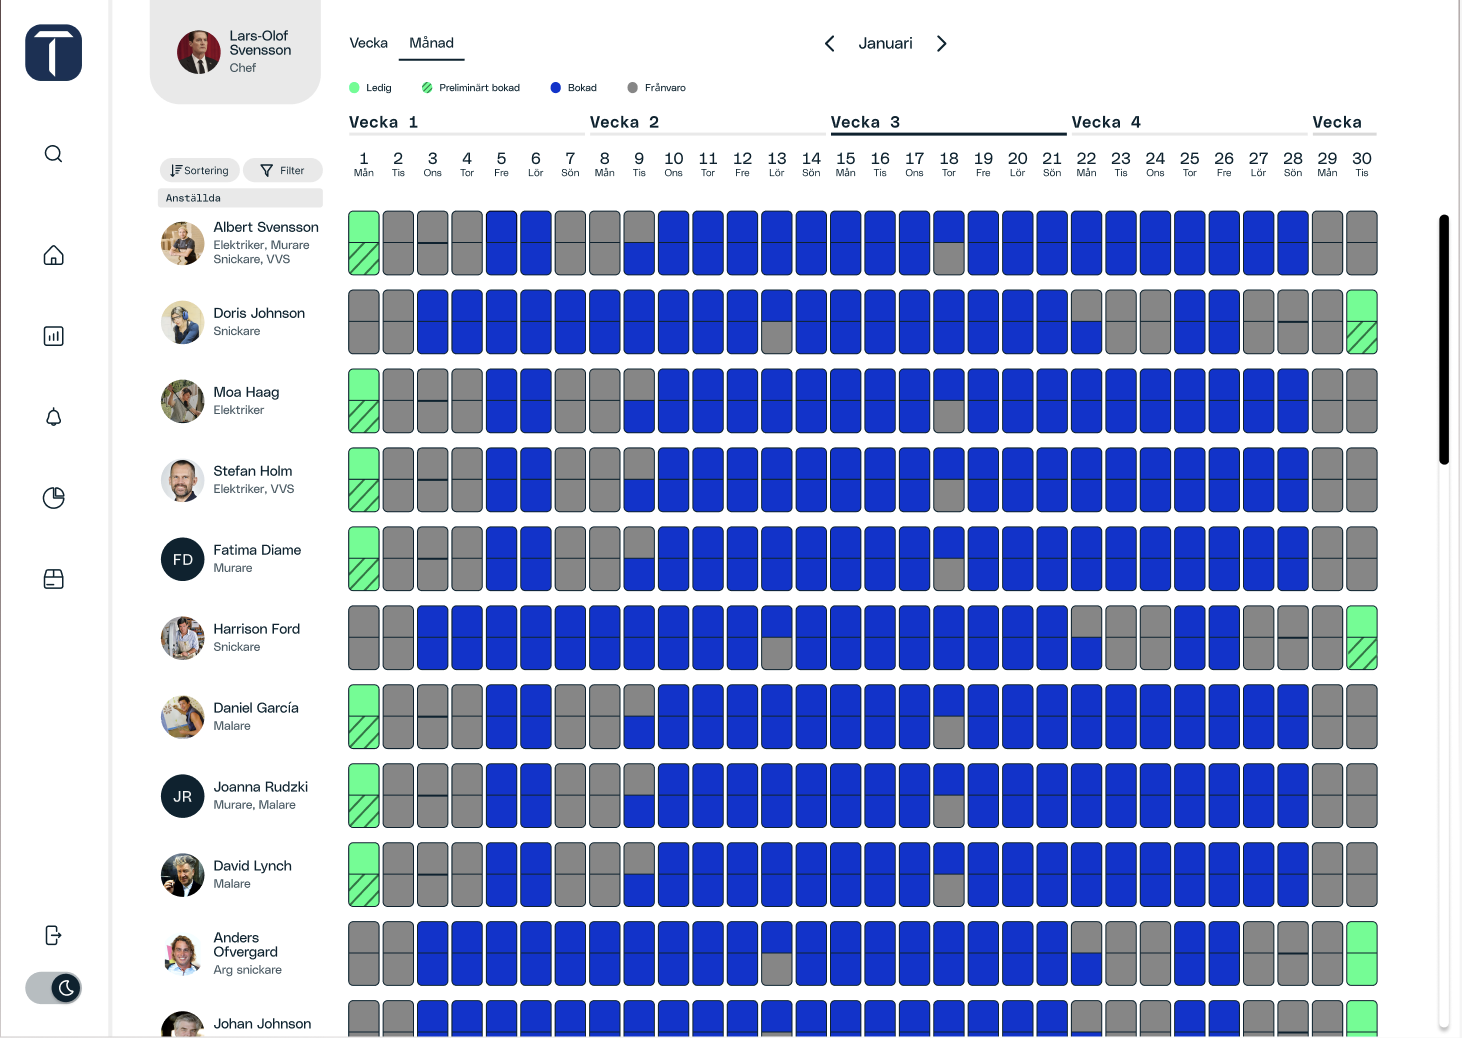 Lars-Olof
Svensson
Chef
Vecka Månad
Januari
Ledig Preliminärt bokad Bokad Frånvaro
Vecka 1 Vecka 2 Vecka 3 Vecka 4 Vecka
1 2 3 4 5 6 7 8 9 10 11 12 13 14 15 16 17 18 19 20 21 22 23 24 25 26 27 28 29 30
Mån Tis Ons Tor Fre Lör Sön Mån Tis Ons Tor Fre Lör Sön Mån Tis Ons Tor Fre Lör Sön Mån Tis Ons Tor Fre Lör Sön Mån Tis
Sortering Filter
Anställda
Albert Svensson
Elektriker, Murare
Snickare, VVS
Doris Johnson
Snickare
Moa Haag
Elektriker
Stefan Holm
Elektriker, VVS
FD
Fatima Diame
Murare
Harrison Ford
Snickare
Daniel García
Malare
JR
Joanna Rudzki
Murare, Malare
David Lynch
Malare
Anders
Ofvergard
Arg snickare
Johan Johnson